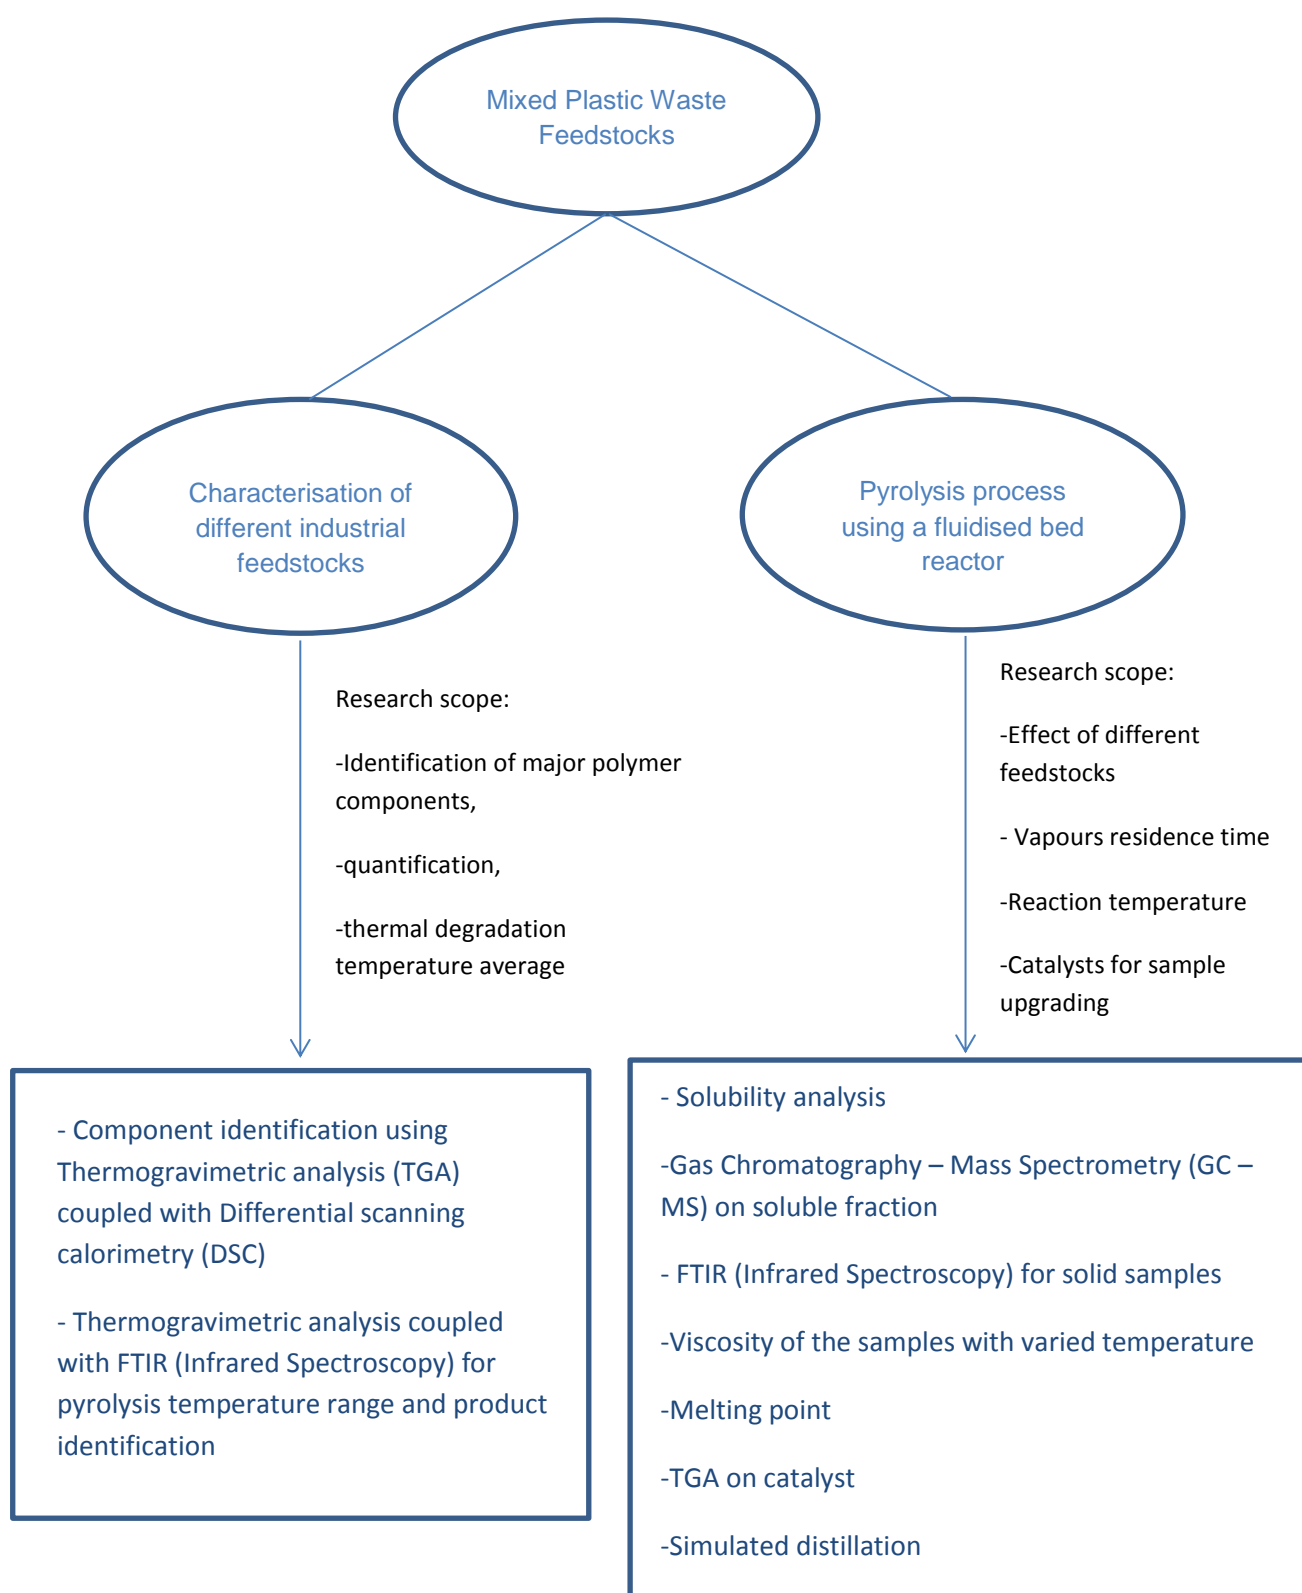 Mixed Plastic Waste
Feedstocks
Characterisation of
different industrial
feedstocks
Pyrolysis process
using a fluidised bed
reactor
Research scope:
-Identification of major polymer
components,
-quantification,
-thermal degradation
temperature average
Research scope:
-Effect of different
feedstocks
- Vapours residence time
-Reaction temperature
-Catalysts for sample
upgrading
- Component identification using
Thermogravimetric analysis (TGA)
coupled with Differential scanning
calorimetry (DSC)
- Thermogravimetric analysis coupled
with FTIR (Infrared Spectroscopy) for
pyrolysis temperature range and product
identification
- Solubility analysis
-Gas Chromatography – Mass Spectrometry (GC –
MS) on soluble fraction
- FTIR (Infrared Spectroscopy) for solid samples
-Viscosity of the samples with varied temperature
-Melting point
-TGA on catalyst
-Simulated distillation